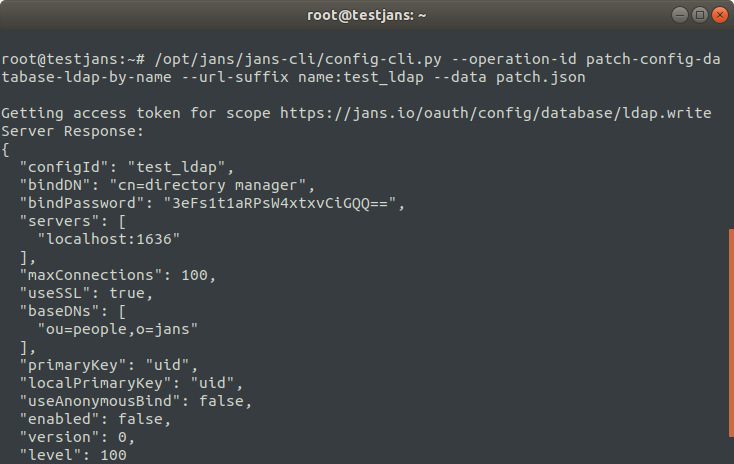 root@testjans: ~
root@testjans:~# /opt/jans/jans-cli/config-cli.py --operation-id patch-config-da
tabase-ldap-by-name --url-suffix name:test_ldap --data patch.json
Getting access token for scope https://jans.io/oauth/config/database/ldap.write
Server Response:
{
  "configId": "test_ldap",
  "bindDN": "cn=directory manager",
  "bindPassword": "3eFs1t1aRPsW4xtxvCiGQQ==",
  "servers": [
    "localhost:1636"
  ],
  "maxConnections": 100,
  "useSSL": true,
  "baseDNs": [
    "ou=people,o=jans"
  ],
  "primaryKey": "uid",
  "localPrimaryKey": "uid",
  "useAnonymousBind": false,
  "enabled": false,
  "version": 0,
  "level": 100